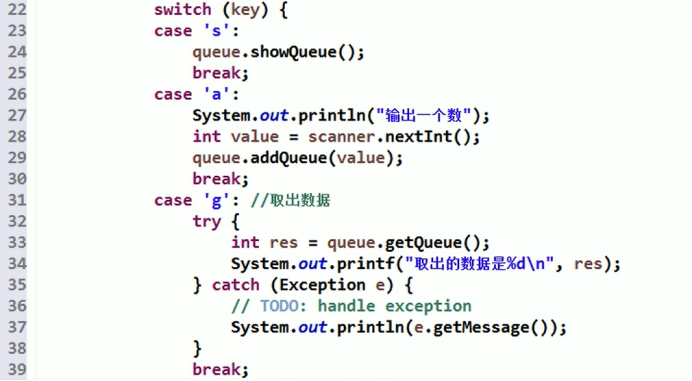 22 switch (key) {
23 case 's':
24 queue.showQueue();
25 break;
26 case 'a':
27 System.out.println("输出一个数");
28 int value = scanner.nextInt();
29 queue.addQueue(value);
30 break;
31 case 'g': //取出数据
32 try {
33 int res = queue.getQueue();
34 System.out.printf("取出的数据是%d\n", res);
35 } catch (Exception e) {
36 // TODO: handle exception
37 System.out.println(e.getMessage());
38 }
39 break;